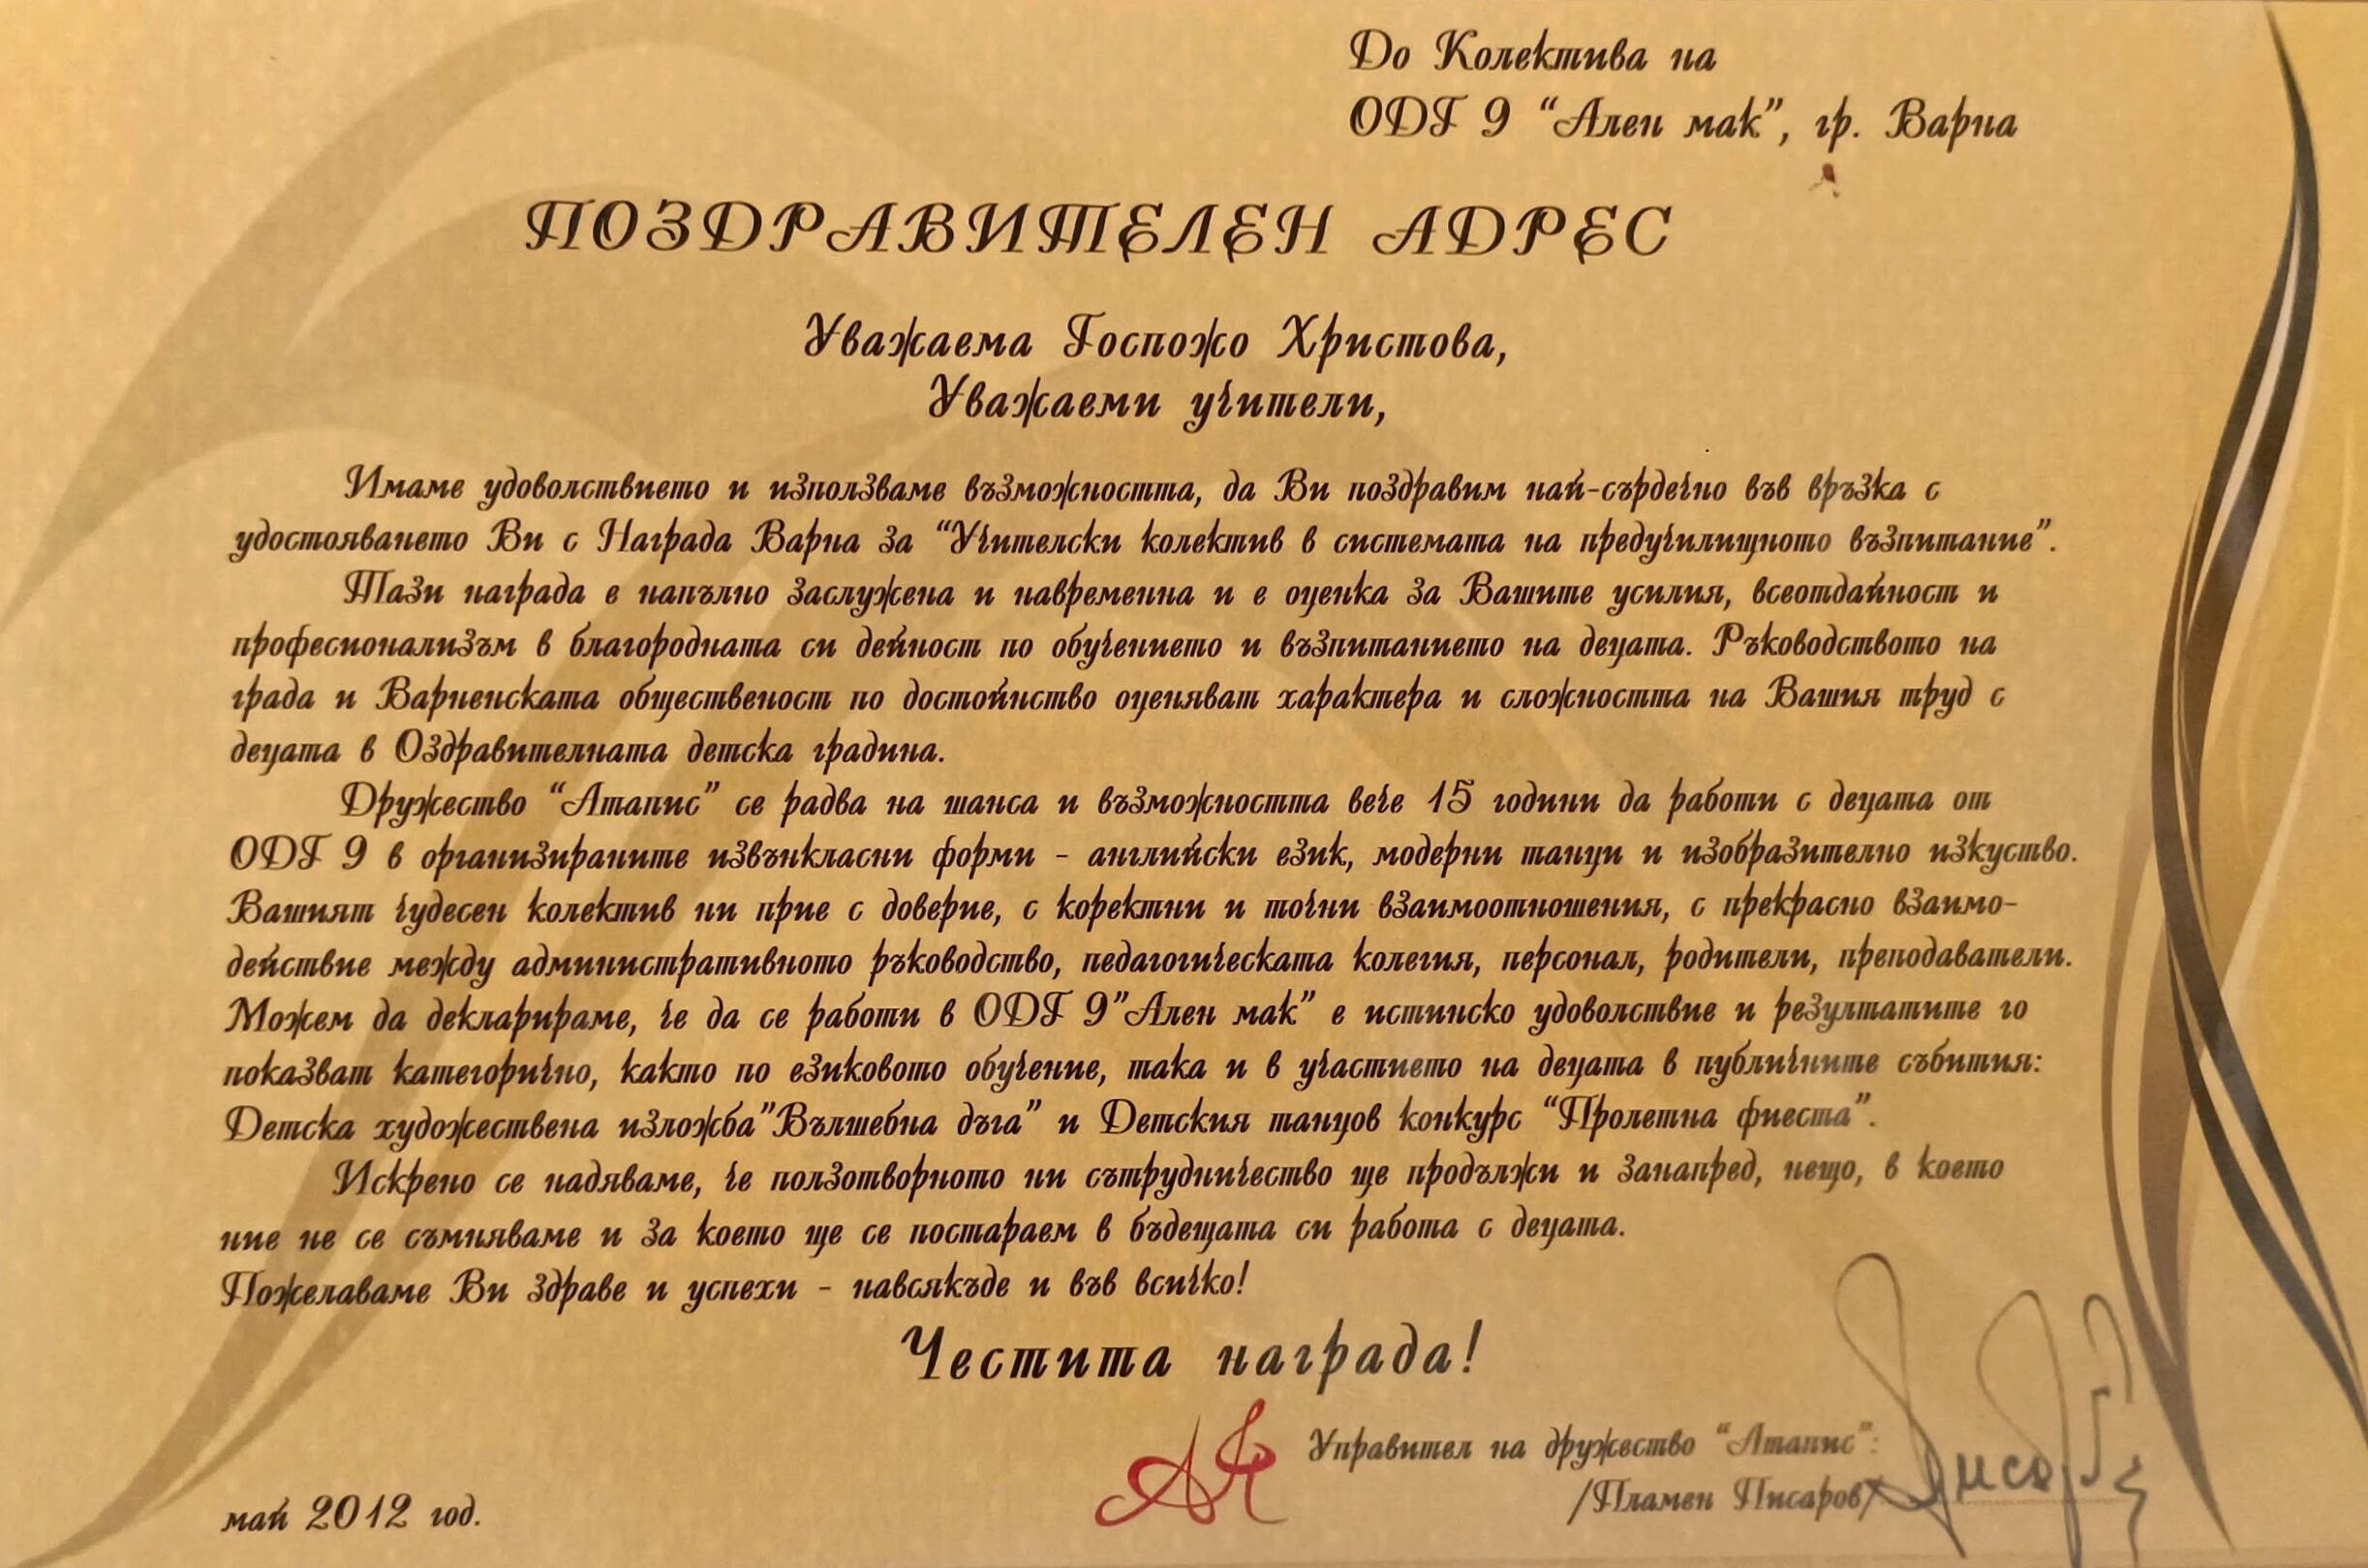 До Колектива на
ОДГ 9 “Ален мак”, гр. Варна
ПОЗДРАВИТЕЛЕН АДРЕС
Уважаема Госпожо Христова,
Уважаеми учители,
Имаме удоволствието и използваме възможността, да Ви поздравим най-сърдечно във връзка с
удостояването Ви с Награда Варна за “Учителски колектив в системата на предучилищното възпитание”.
Тази награда е напълно заслужена и навременна и е оценка за Вашите усилия, всеотдайност и
професионализъм в благородната си дейност по обучението и възпитанието на децата. Ръководството на
града и Варненската общественост по достойнство оценяват характера и сложността на Вашия труд с
децата в Оздравителната детска градина.
Дружество “Атанис” се радва на шанса и възможността вече 15 години да работи с децата от
ОДГ 9 в организираните извънкласни форми - английски език, модерни танци и изобразително изкуство.
Вашият чудесен колектив ни прие с доверие, с коректни и точни взаимоотношения, с прекрасно взаимо-
действие между административното ръководство, педагогическата колегия, персонал, родители, преподаватели.
Можем да декларираме, че да се работи в ОДГ 9”Ален мак” е истинско удоволствие и резултатите го
показват категорично, както по езиковото обучение, така и в участието на децата в публичните събития:
Детска художествена изложба”Вълшебна дъга” и Детския танцов конкурс “Пролетна фиеста”.
Искрено се надяваме, че ползотворното ни сътрудничество ще продължи и занапред, нещо, в което
ние не се съмняваме и за което ще се постараем в бъдещата си работа с децата.
Пожелаваме Ви здраве и успехи - навсякъде и във всичко!
Честита награда!
Управител на дружество “Атанис”:
/Пламен Писаров/
май 2012 год.